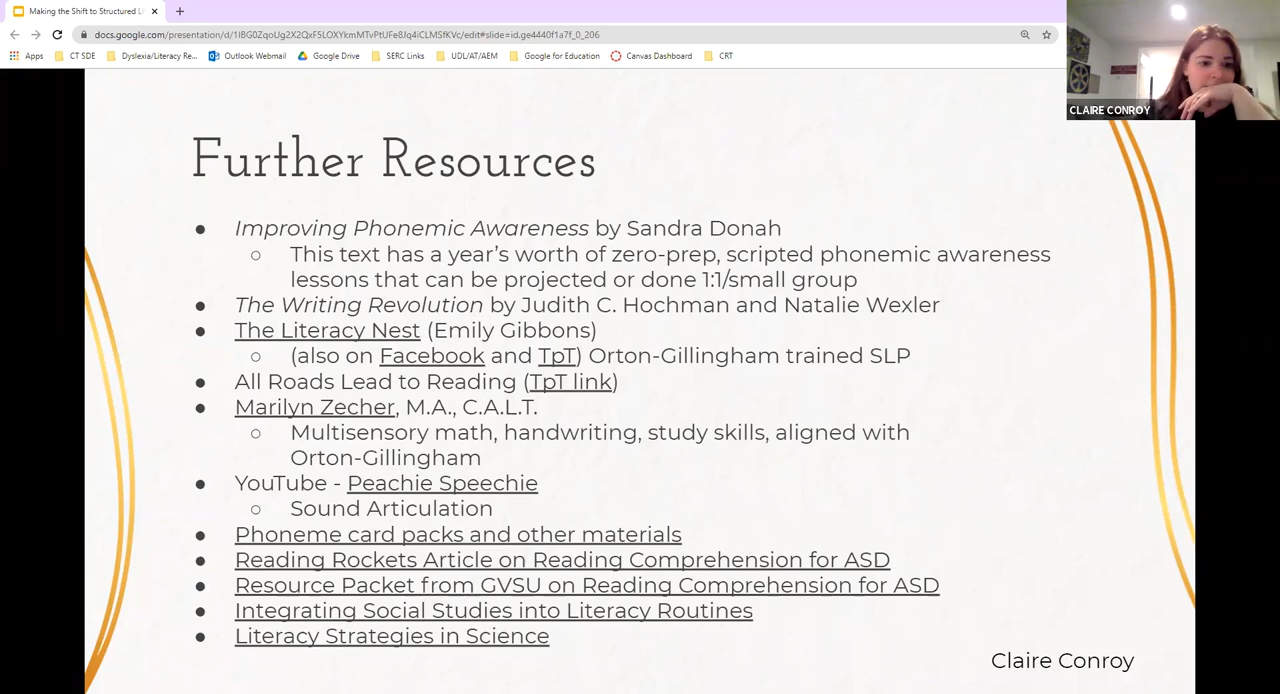 Making the Shift to Structured Li
docs.google.com/presentation/d/1IBG0ZqoUg2X2QxF5LOXYkmMTvPtUFe8Jq4iCLMSfKVc/edit#slide=id.ge4440f1a7f_0_206
Apps CT SDE Dyslexia/Literacy Re... Outlook Webmail Google Drive SERC Links UDL/AT/AEM Google for Education Canvas Dashboard CRT
CLAIRE CONROY
Further Resources
● Improving Phonemic Awareness by Sandra Donah
○ This text has a year’s worth of zero-prep, scripted phonemic awareness
lessons that can be projected or done 1:1/small group
● The Writing Revolution by Judith C. Hochman and Natalie Wexler
● The Literacy Nest (Emily Gibbons)
○ (also on Facebook and TpT) Orton-Gillingham trained SLP
● All Roads Lead to Reading (TpT link)
● Marilyn Zecher, M.A., C.A.L.T.
○ Multisensory math, handwriting, study skills, aligned with
Orton-Gillingham
● YouTube - Peachie Speechie
○ Sound Articulation
● Phoneme card packs and other materials
● Reading Rockets Article on Reading Comprehension for ASD
● Resource Packet from GVSU on Reading Comprehension for ASD
● Integrating Social Studies into Literacy Routines
● Literacy Strategies in Science
Claire Conroy